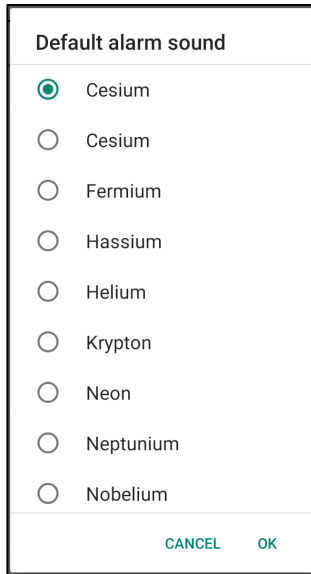 Default alarm sound
Cesium
Cesium
Fermium
Hassium
Helium
Krypton
Neon
Neptunium
Nobelium
CANCEL OK